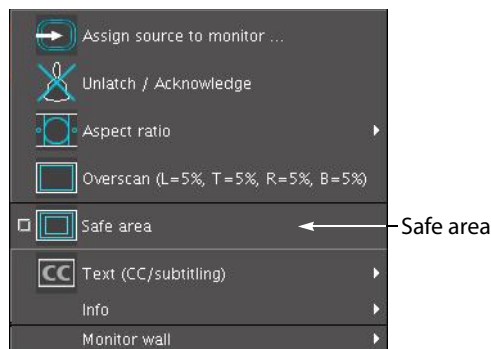 Assign source to monitor ...
Unlatch / Acknowledge
Aspect ratio
Overscan (L=5%, T=5%, R=5%, B=5%)
Safe area
Safe area
CC Text (CC/subtitling)
Info
Monitor wall